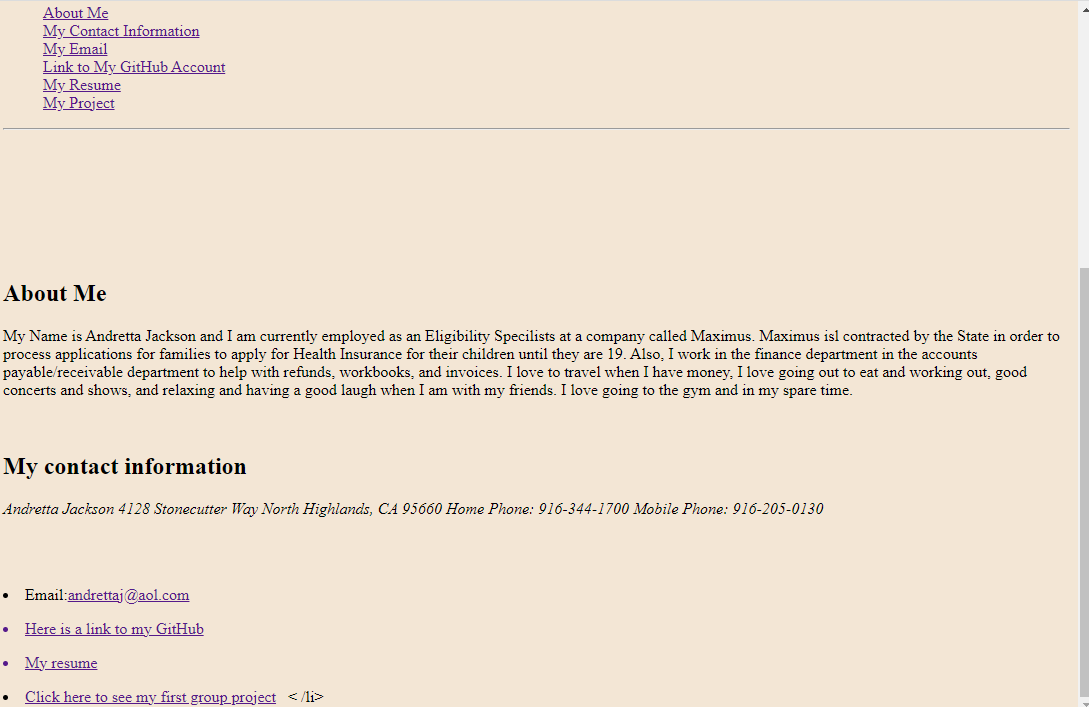 About Me
My Contact Information
My Email
Link to My GitHub Account
My Resume
My Project
About Me
My Name is Andretta Jackson and I am currently employed as an Eligibility Specilists at a company called Maximus. Maximus isl contracted by the State in order to
process applications for families to apply for Health Insurance for their children until they are 19. Also, I work in the finance department in the accounts
payable/receivable department to help with refunds, workbooks, and invoices. I love to travel when I have money, I love going out to eat and working out, good
concerts and shows, and relaxing and having a good laugh when I am with my friends. I love going to the gym and in my spare time.
My contact information
Andretta Jackson 4128 Stonecutter Way North Highlands, CA 95660 Home Phone: 916-344-1700 Mobile Phone: 916-205-0130
• Email:andrettaj@aol.com
• Here is a link to my GitHub
• My resume
• Click here to see my first group project < /li>